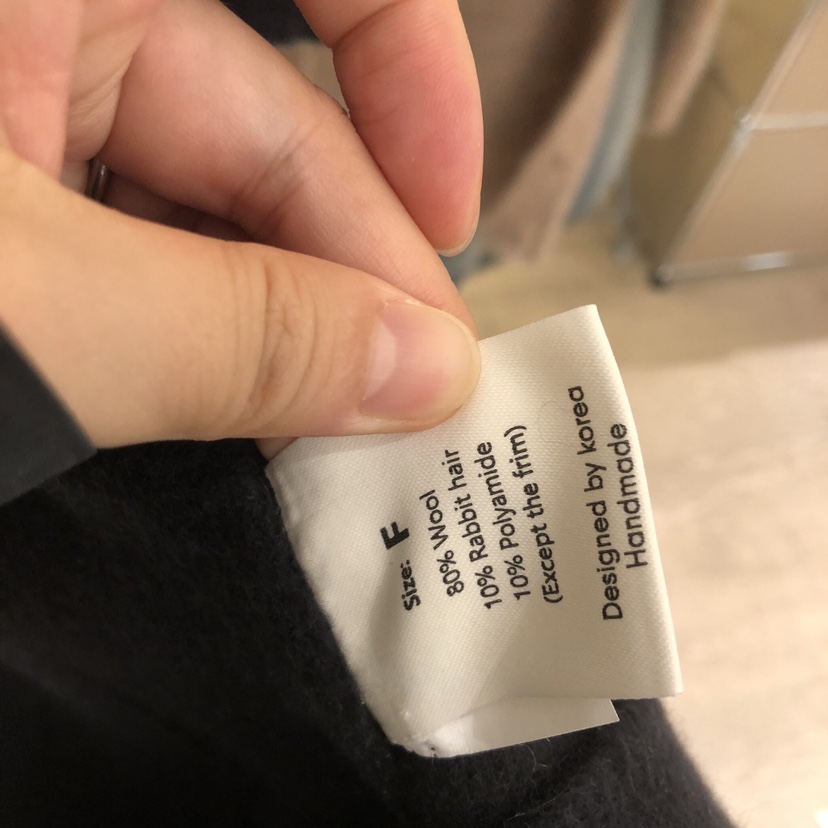 Size: F
80% Wool
10% Rabbit hair
10% Polyamide
(Except the frim)
Designed by korea
Handmade